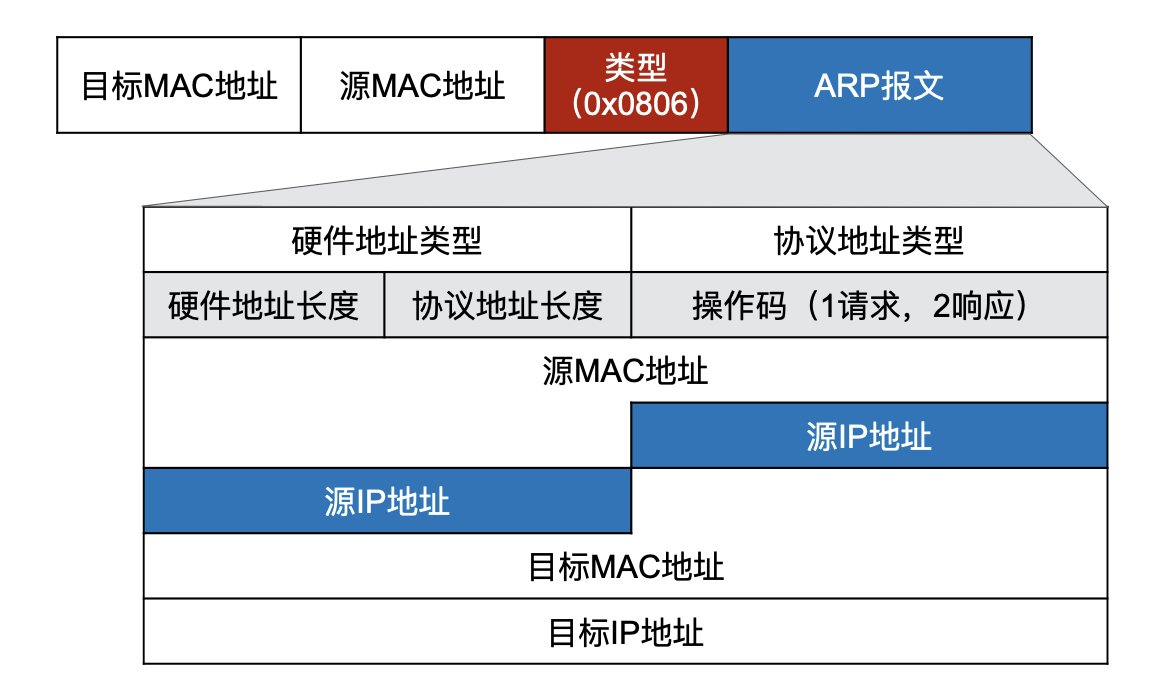 目标MAC地址
源MAC地址
类型
（0x0806）
ARP报文
硬件地址类型
协议地址类型
硬件地址长度
协议地址长度
操作码（1请求，2响应）
源MAC地址
源IP地址
源IP地址
目标MAC地址
目标IP地址